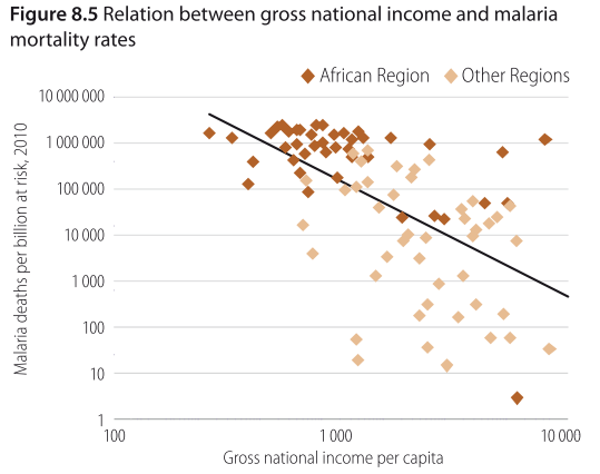 Figure 8.5 Relation between gross national income and malaria
mortality rates
African Region
Other Regions
10 000 000
1 000 000
100 000
10 000
1 000
100
10
1
Malaria deaths per billion at risk, 2010
100
1 000
10 000
Gross national income per capita